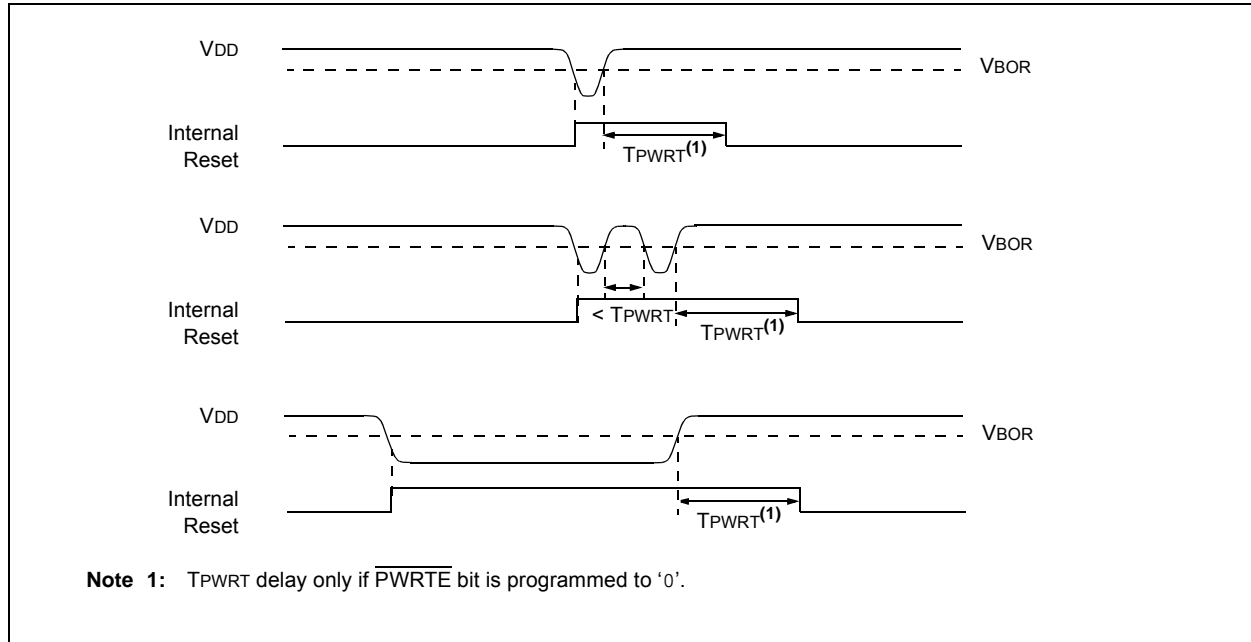 VDD
VBOR
Internal
Reset
TPWRT(1)
VDD
VBOR
Internal
Reset
< TPWRT
TPWRT(1)
VDD
VBOR
Internal
Reset
TPWRT(1)
Note 1: TPWRT delay only if PWRTE bit is programmed to ‘0’.